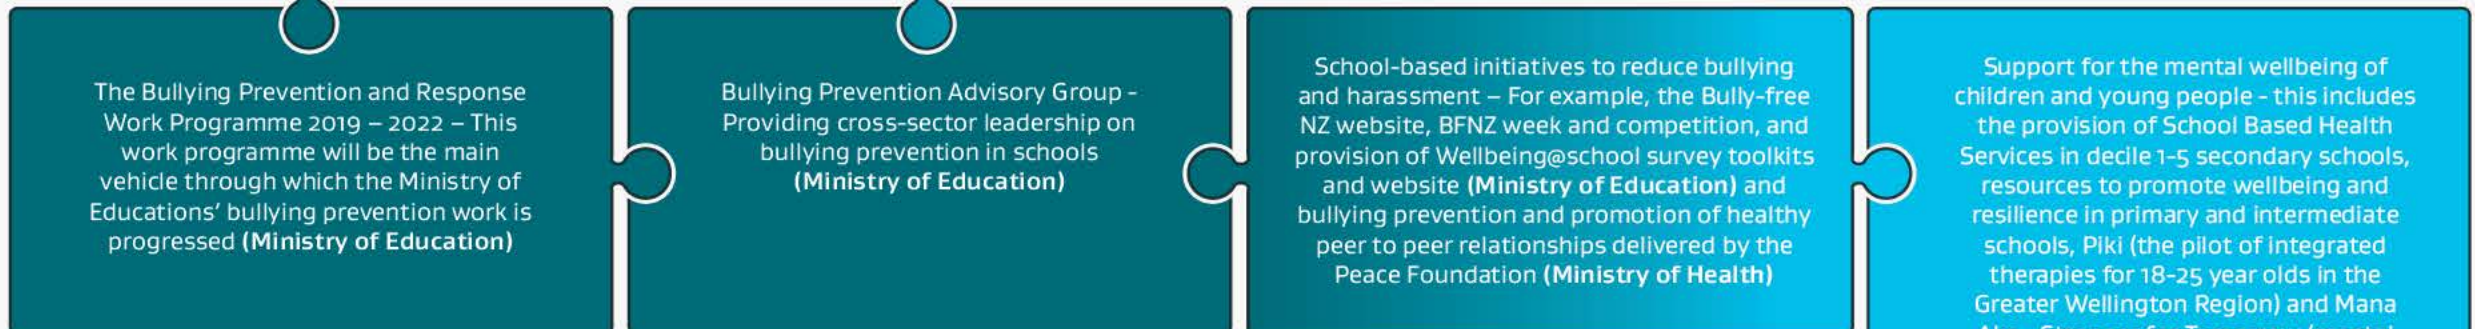 The Bullying Prevention and Response
Work Programme 2019 – 2022 – This
work programme will be the main
vehicle through which the Ministry of
Educations’ bullying prevention work is
progressed (Ministry of Education)
Bullying Prevention Advisory Group -
Providing cross-sector leadership on
bullying prevention in schools
(Ministry of Education)
School-based initiatives to reduce bullying
and harassment – For example, the Bully-free
NZ website, BFNZ week and competition, and
provision of Wellbeing@school survey toolkits
and website (Ministry of Education) and
bullying prevention and promotion of healthy
peer to peer relationships delivered by the
Peace Foundation (Ministry of Health)
Support for the mental wellbeing of
children and young people - this includes
the provision of School Based Health
Services in decile 1-5 secondary schools,
resources to promote wellbeing and
resilience in primary and intermediate
schools, Piki (the pilot of integrated
therapies for 18-25 year olds in the
Greater Wellington Region) and Mana